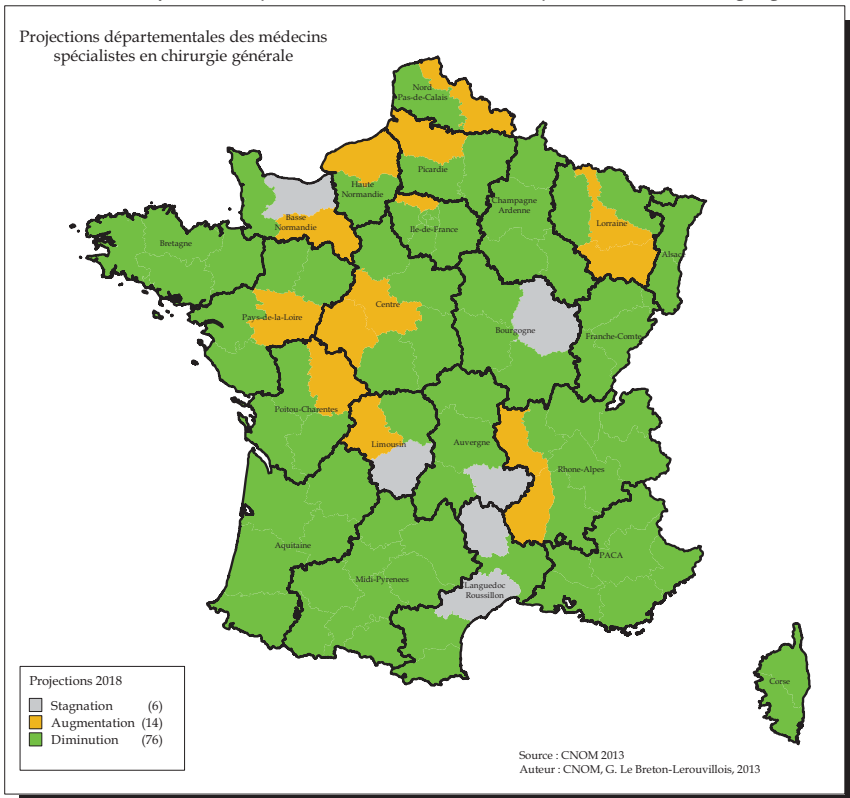 Projections départementales des médecins
spécialistes en chirurgie générale
Nord
Pas-de-Calais
Picardie
Haute
Normandie
Basse
Normandie
Ile-de-France
Champagne
Ardenne
Lorraine
Alsac
Bretagne
Pays-de-la-Loire
Centre
Bourgogne
Franche-Comte
Poitou-Charentes
Limousin
Auvergne
Rhone-Alpes
Aquitaine
Midi-Pyrenees
Languedoc
Roussillon
PACA
Corse
Projections 2018
Stagnation (6)
Augmentation (14)
Diminution (76)
Source : CNOM 2013
Auteur : CNOM, G. Le Breton-Lerouvillois, 2013